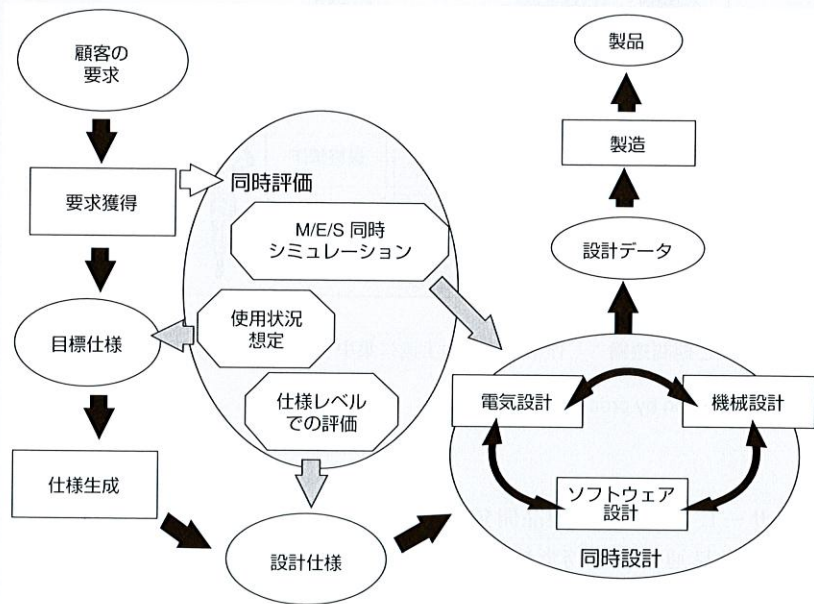 顧客の
要求
要求獲得
目標仕様
仕様生成
同時評価
M/E/S 同時
シミュレーション
使用状況
想定
仕様レベル
での評価
設計仕様
製品
製造
設計データ
電気設計
機械設計
ソフトウェア
設計
同時設計